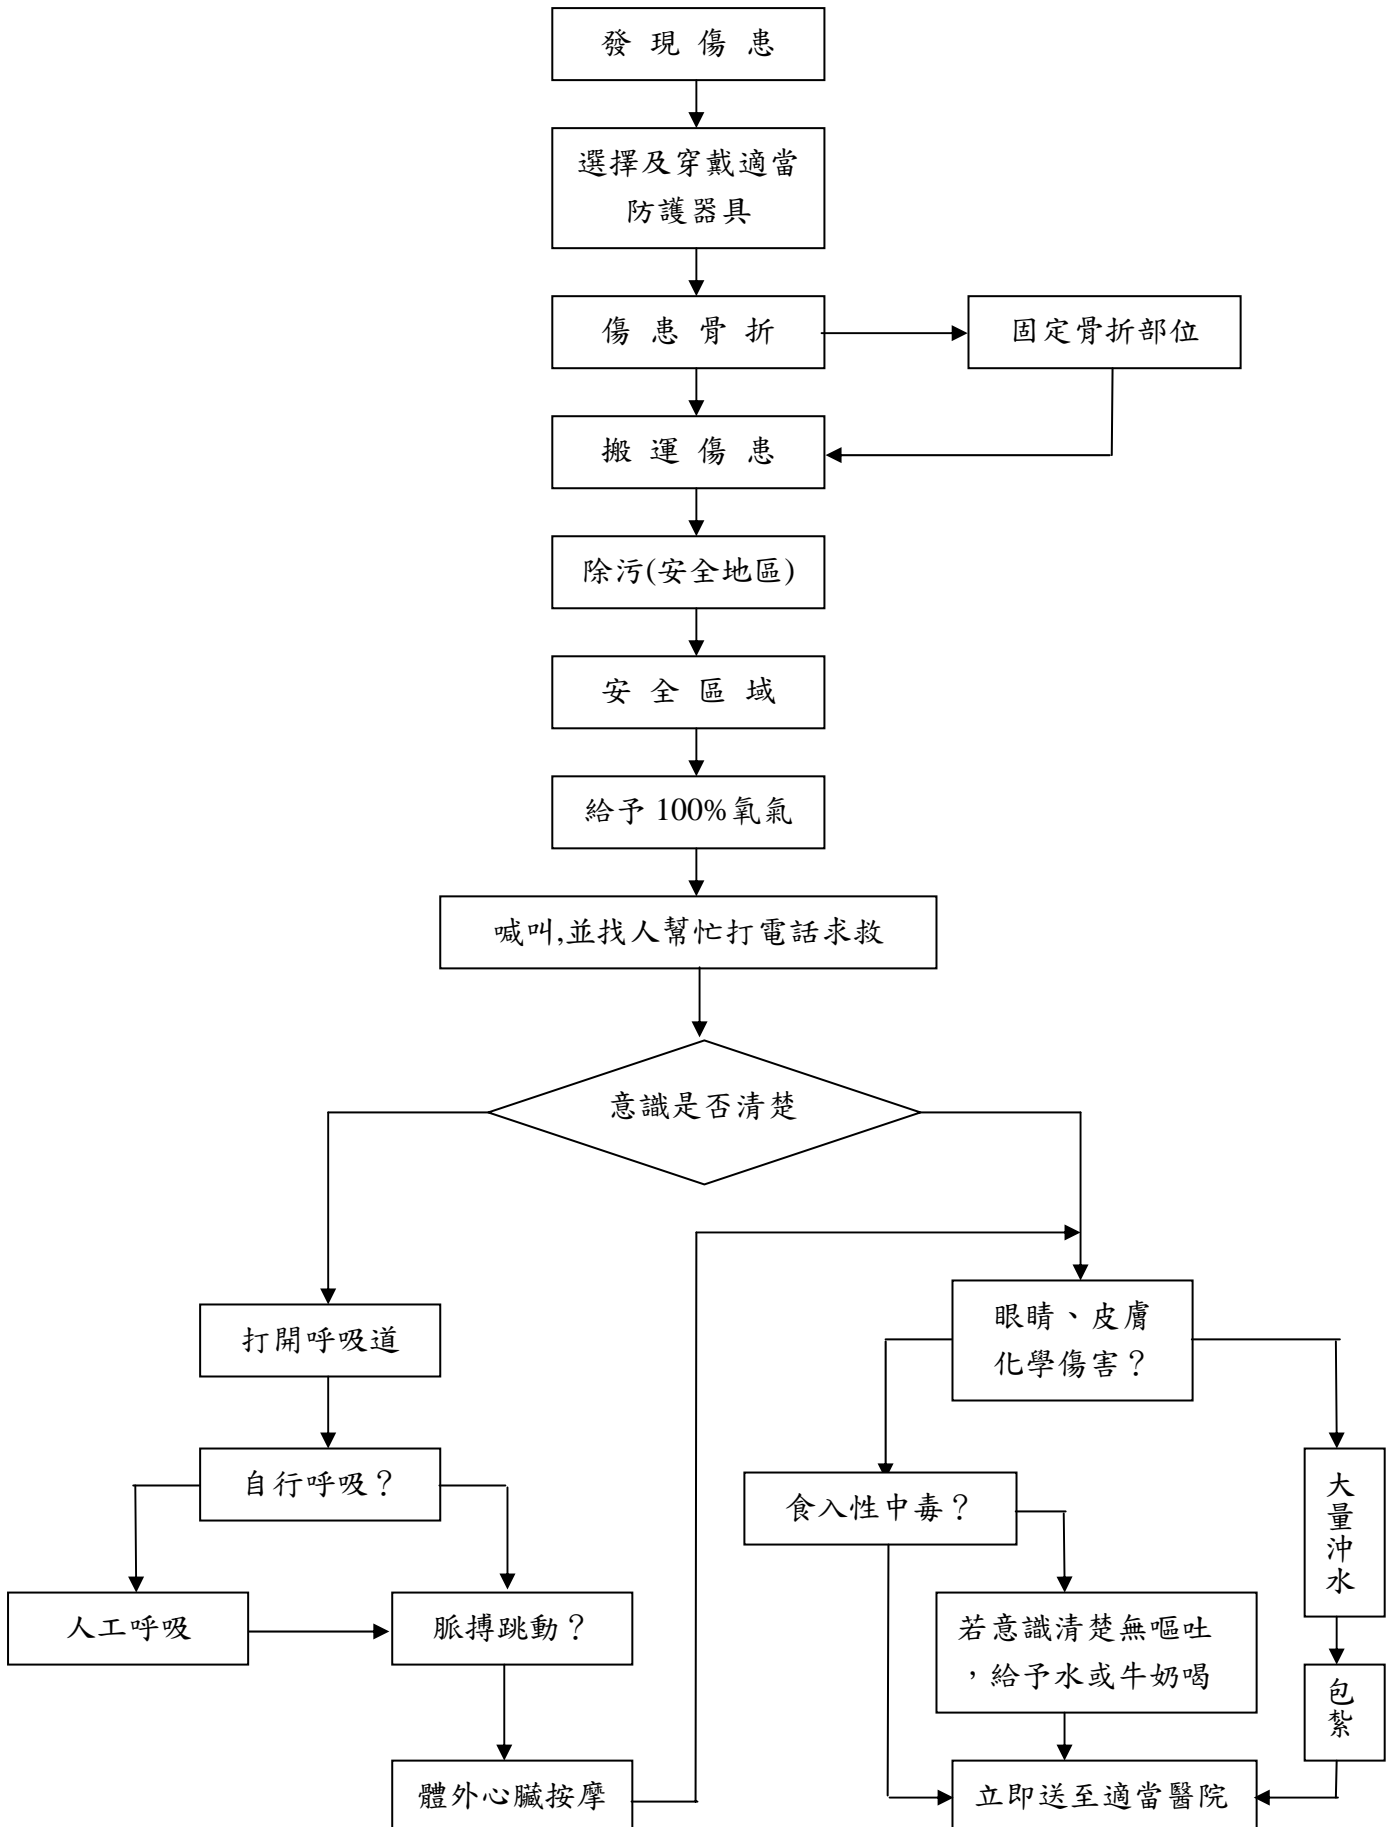 發現傷患
選擇及穿戴適當
防護器具
傷患骨折
固定骨折部位
搬運傷患
除污(安全地區)
安全區域
給予 100%氧氣
喊叫,並找人幫忙打電話求救
意識是否清楚
打開呼吸道
眼睛、皮膚
化學傷害?
自行呼吸?
食入性中毒?
大量沖水
人工呼吸
脈搏跳動?
若意識清楚無嘔吐
，給予水或牛奶喝
包紮
體外心臟按摩
立即送至適當醫院